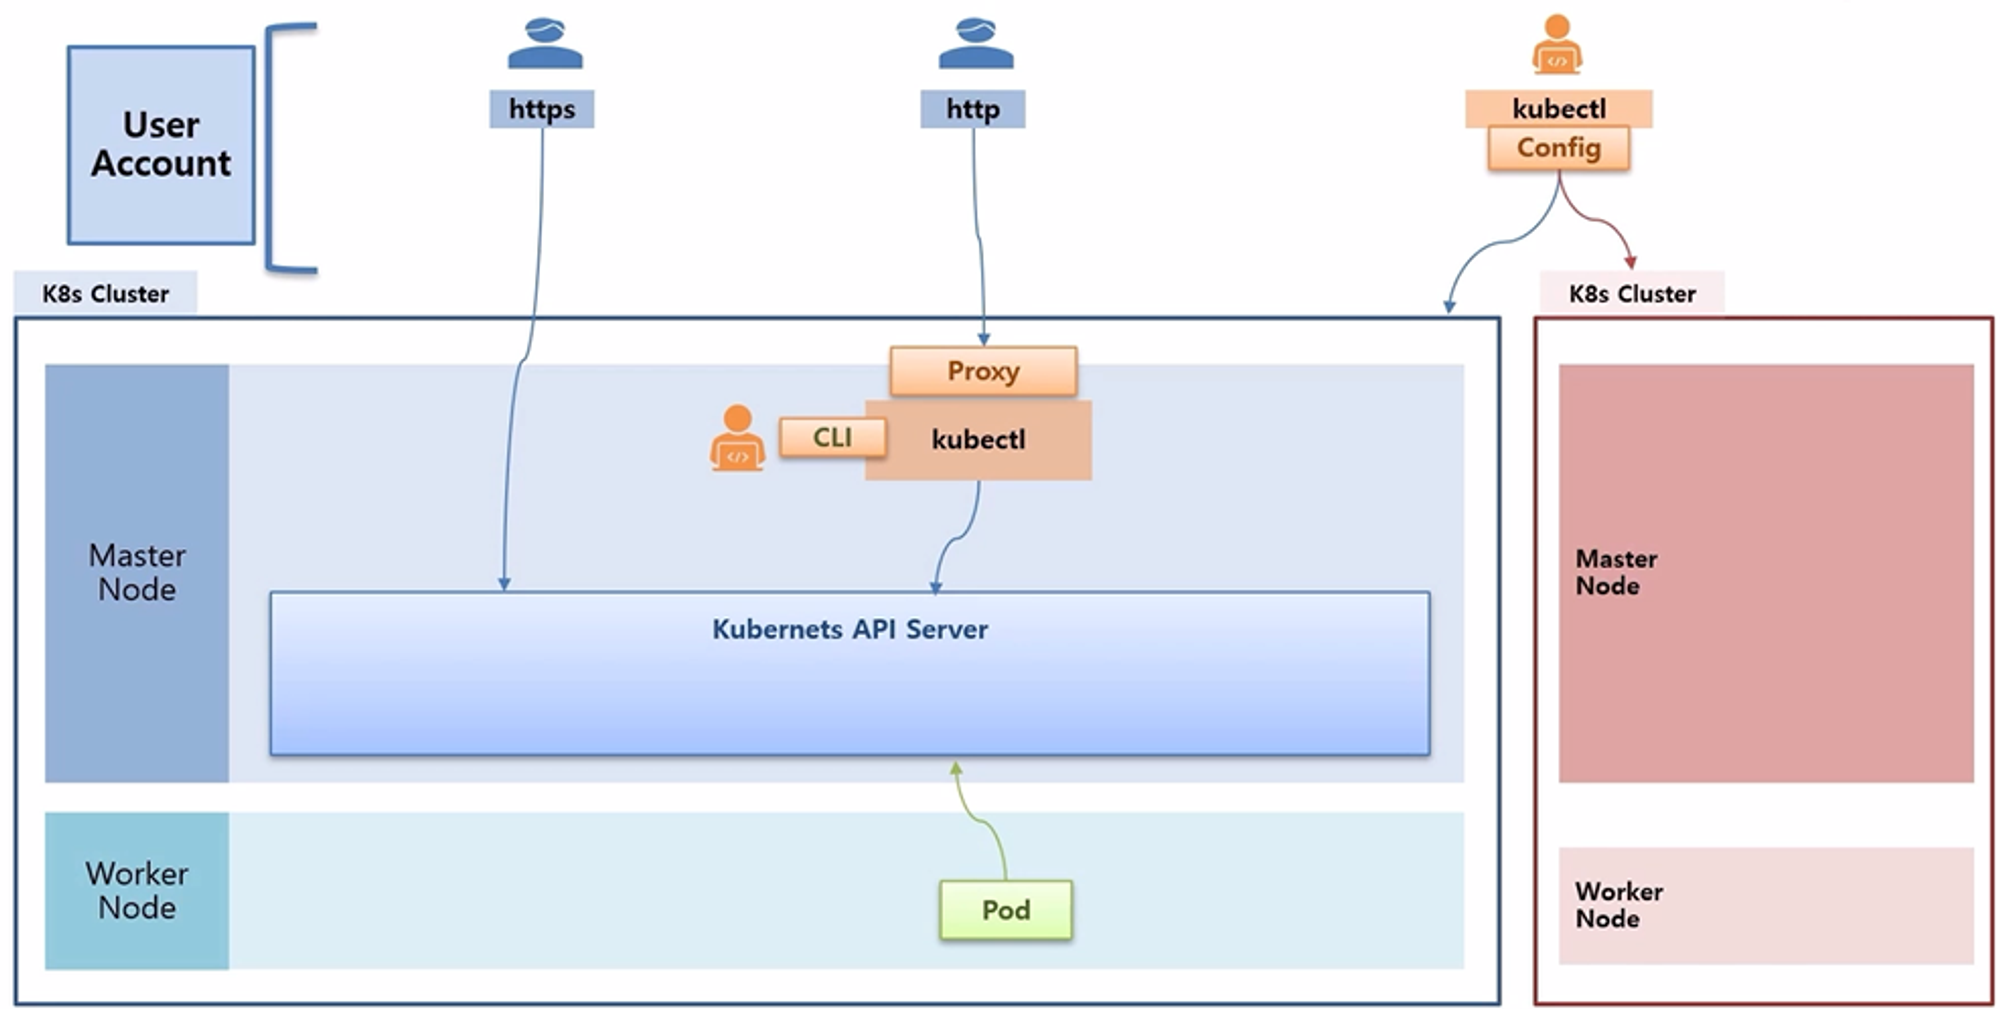 User
Account
https
http
kubectl
Config
K8s Cluster
K8s Cluster
Proxy
CLI
kubectl
Master
Node
Kubernets API Server
Master
Node
Worker
Node
Pod
Worker
Node